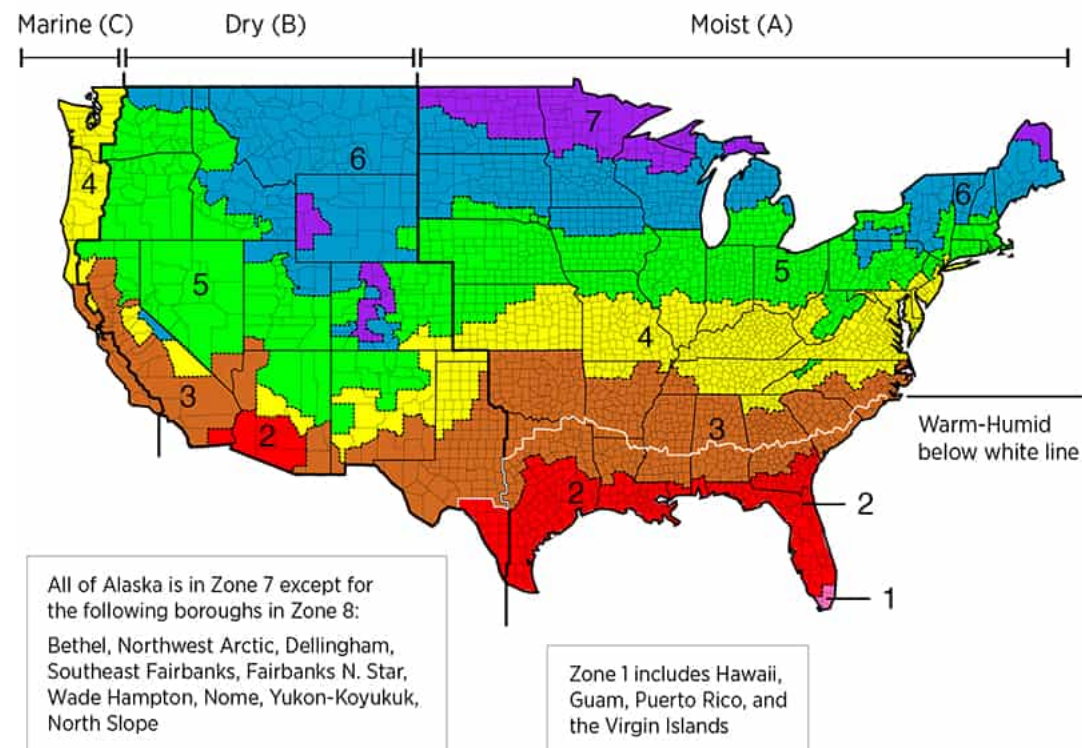 Marine (C)
Dry (B)
Moist (A)
7
6
6
4
5
5
4
3
3
2
2
Warm-Humid
below white line
2
1
All of Alaska is in Zone 7 except for
the following boroughs in Zone 8:
Bethel, Northwest Arctic, Dellingham,
Southeast Fairbanks, Fairbanks N. Star,
Wade Hampton, Nome, Yukon-Koyukuk,
North Slope
Zone 1 includes Hawaii,
Guam, Puerto Rico, and
the Virgin Islands